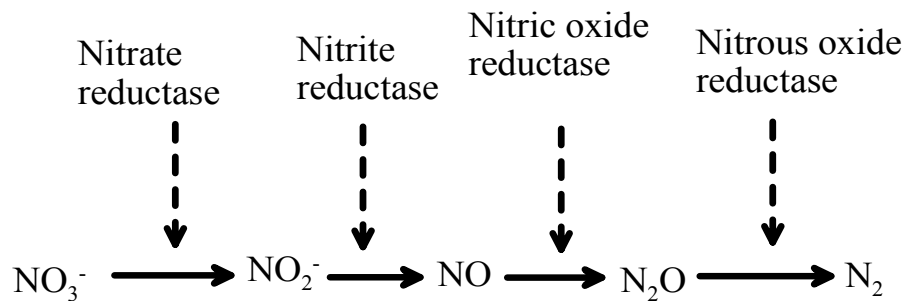 Nitrate
reductase
Nitrite
reductase
Nitric oxide
reductase
Nitrous oxide
reductase
NO₃⁻ NO₂⁻ NO N₂O N₂